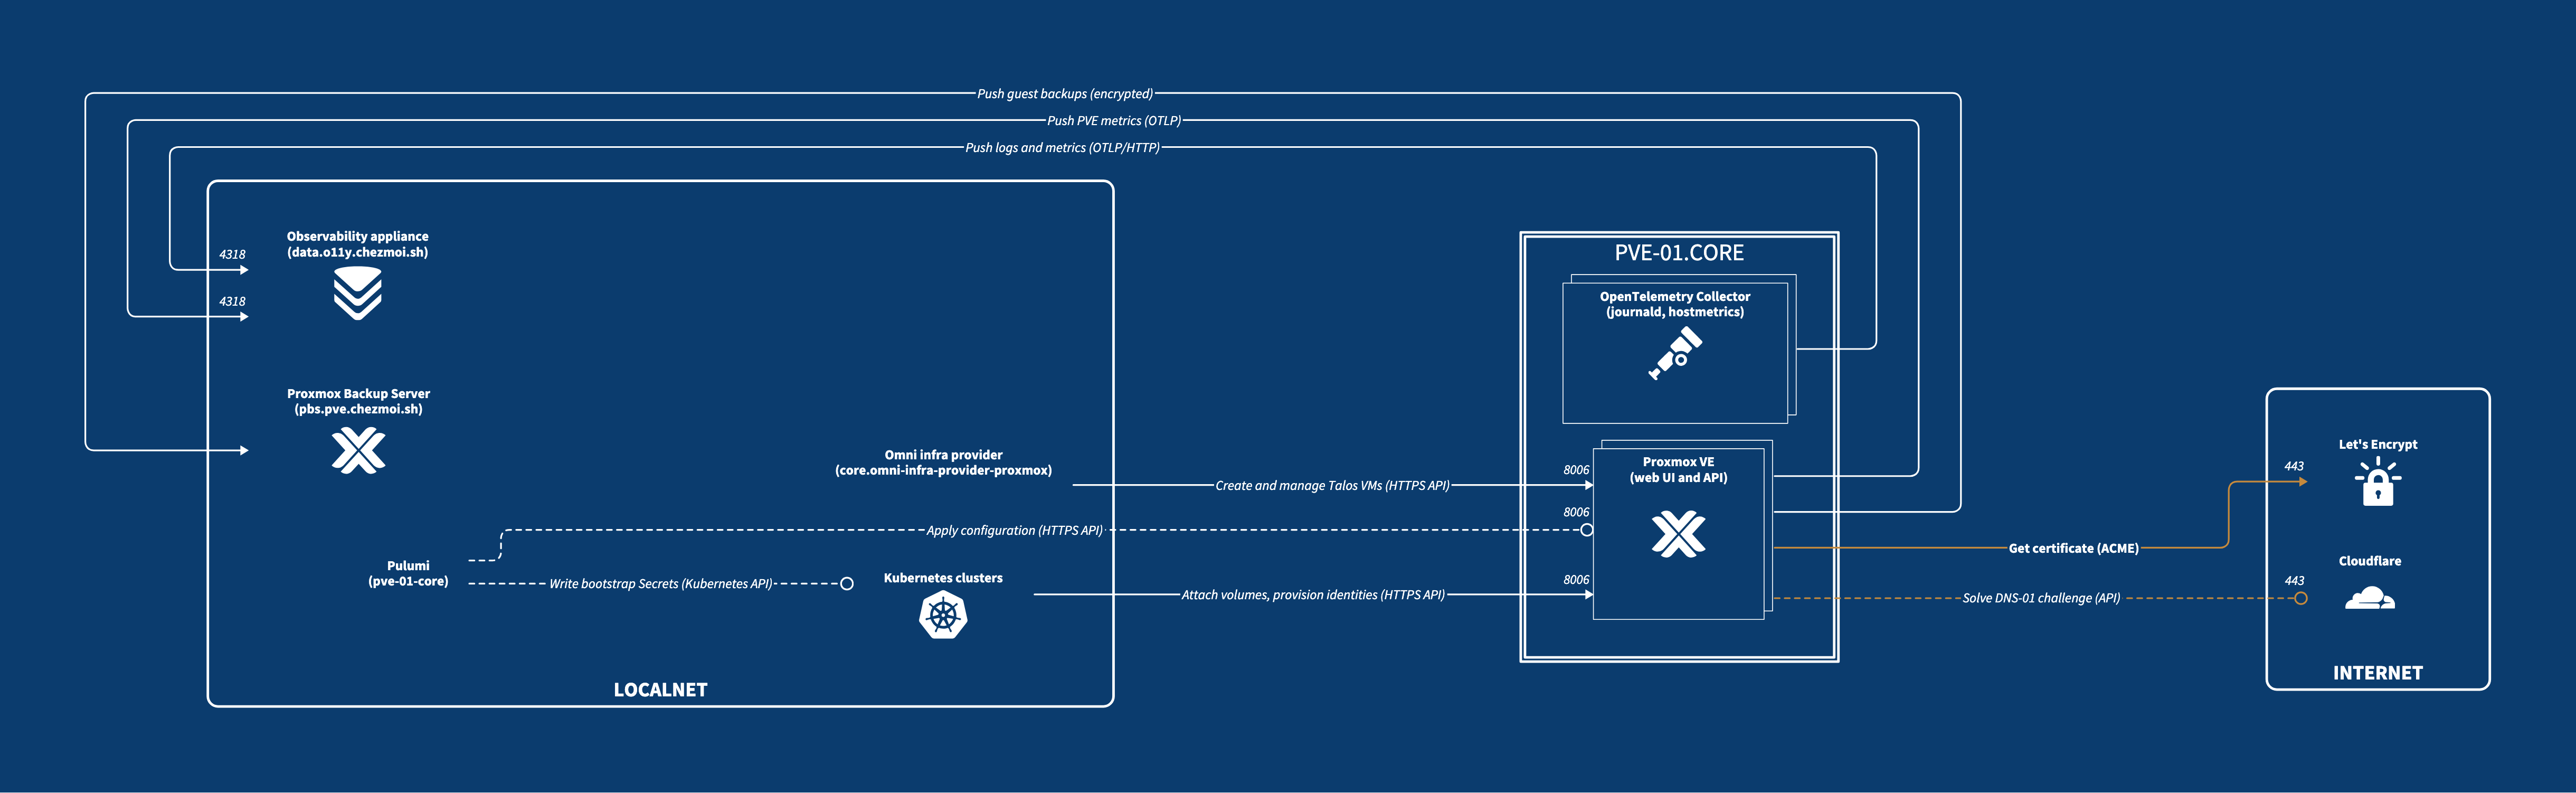 Push guest backups (encrypted)
Push PVE metrics (OTLP)
Push logs and metrics (OTLP/HTTP)
Observability appliance
(data.o11y.chezmoi.sh)
4318
4318
Proxmox Backup Server
(pbs.pve.chezmoi.sh)
Omni infra provider
(core.omni-infra-provider-proxmox)
Pulumi
(pve-01-core)
Kubernetes clusters
LOCALNET
Create and manage Talos VMs (HTTPS API)
Apply configuration (HTTPS API)
Write bootstrap Secrets (Kubernetes API)
Attach volumes, provision identities (HTTPS API)
PVE-01.CORE
OpenTelemetry Collector
(journald, hostmetrics)
8006
Proxmox VE
(web UI and API)
8006
8006
Get certificate (ACME)
Solve DNS-01 challenge (API)
Let's Encrypt
443
Cloudflare
443
INTERNET